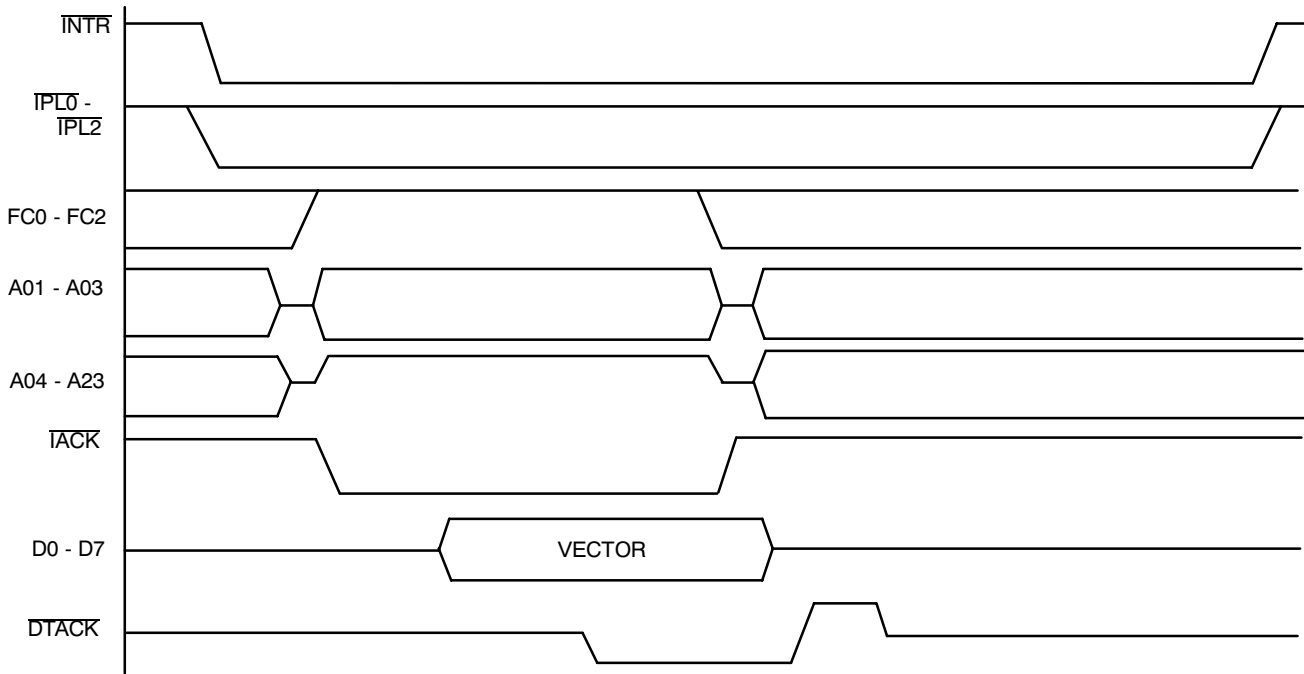 INTR
IPL0 -
IPL2
FC0 - FC2
A01 - A03
A04 - A23
IACK
D0 - D7
VECTOR
DTACK